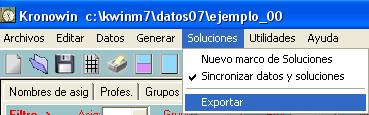 Kronowin c:\kwinm7\datos07\ejemplo_00
Archivos Editar Datos Generar Soluciones Utilidades Ayuda
Nuevo marco de Soluciones
Sincronizar datos y soluciones
Exportar
Nombres de asig Profes. Grupos
Filtro -> Asig: